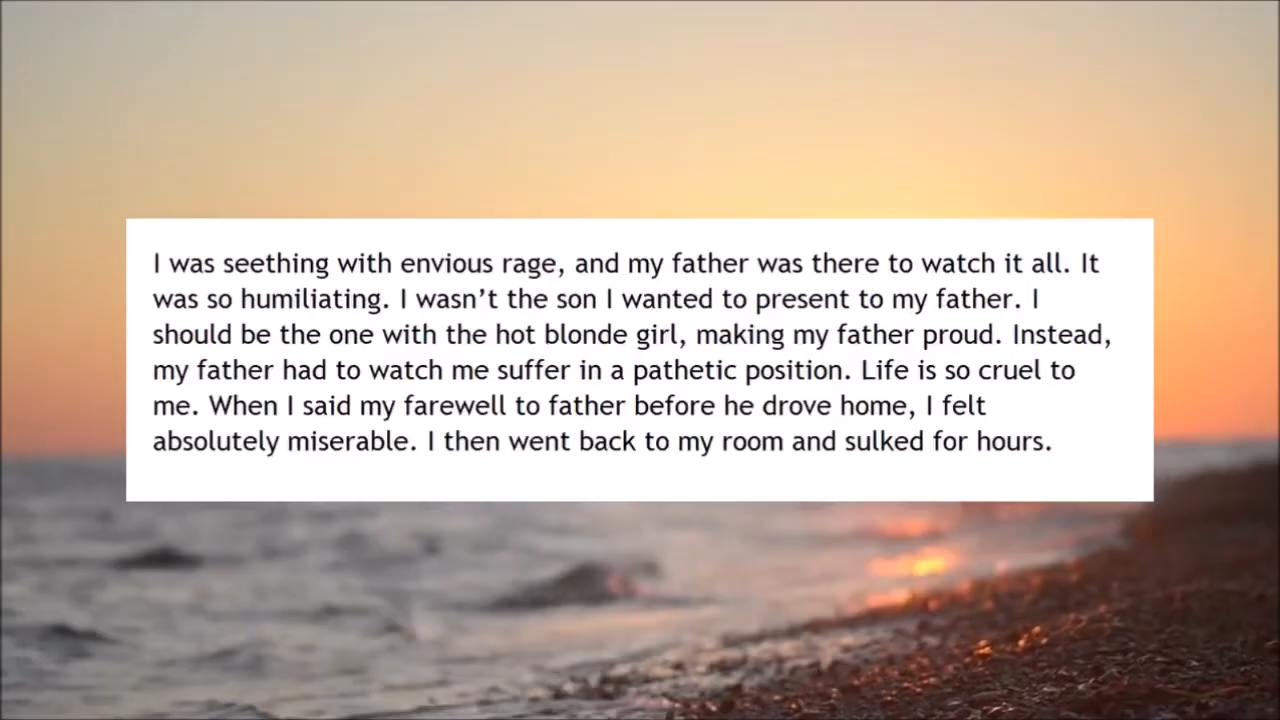 I was seething with envious rage, and my father was there to watch it all. It
was so humiliating. I wasn’t the son I wanted to present to my father. I
should be the one with the hot blonde girl, making my father proud. Instead,
my father had to watch me suffer in a pathetic position. Life is so cruel to
me. When I said my farewell to father before he drove home, I felt
absolutely miserable. I then went back to my room and sulked for hours.